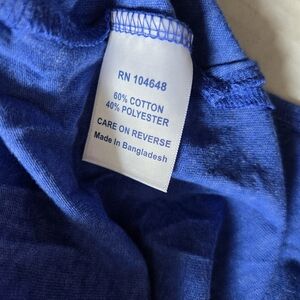 RN 104648
60% COTTON
40% POLYESTER
CARE ON REVERSE
Made In Bangladesh